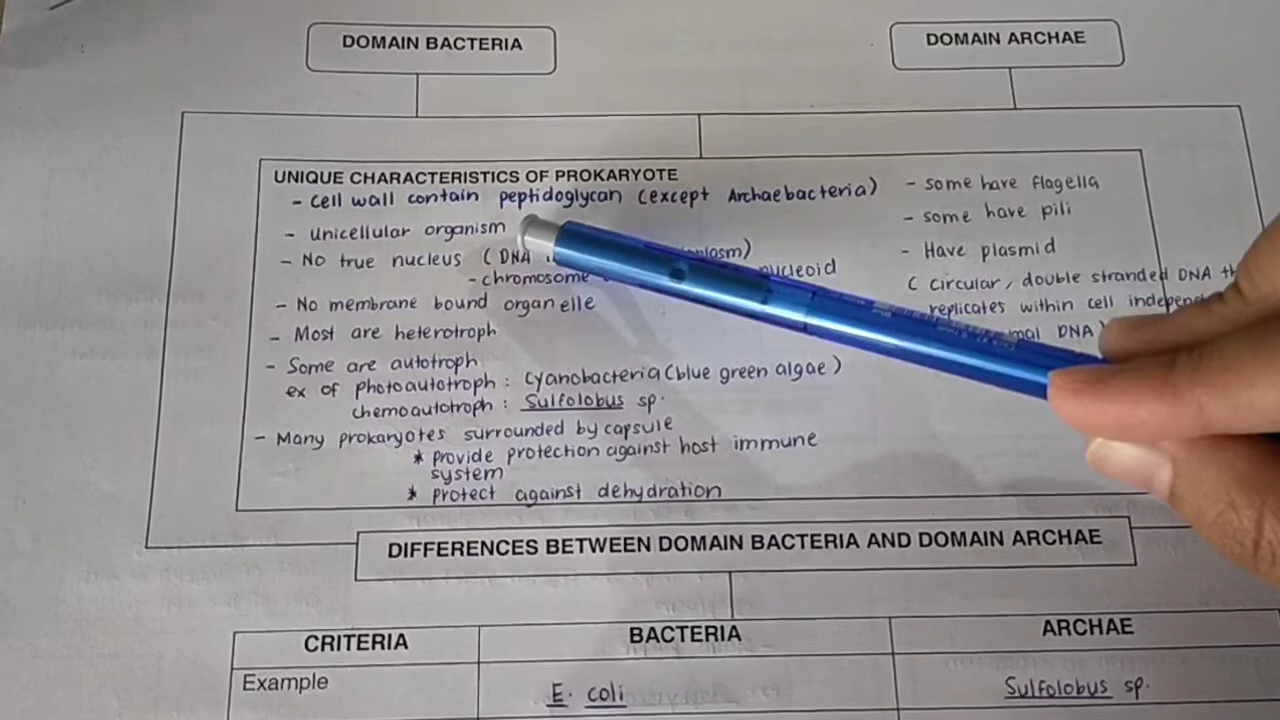 DOMAIN BACTERIA
DOMAIN ARCHAE
UNIQUE CHARACTERISTICS OF PROKARYOTE
- cell wall contain peptidoglycan (except Archaebacteria)
- unicellular organism
- No true nucleus (DNA
- chromosome nucleoid
- No membrane bound organelle
- Most are heterotroph
- Some are autotroph
ex of photoautotroph : cyanobacteria (blue green algae)
chemoautotroph : Sulfolobus sp.
- Many prokaryotes surrounded by capsule
* provide protection against host immune
system
* protect against dehydration
- some have flagella
- some have pili
- Have plasmid
( circular, double stranded DNA
replicates within cell
DNA)
DIFFERENCES BETWEEN DOMAIN BACTERIA AND DOMAIN ARCHAE
CRITERIA BACTERIA ARCHAE
Example E. coli Sulfolobus sp.